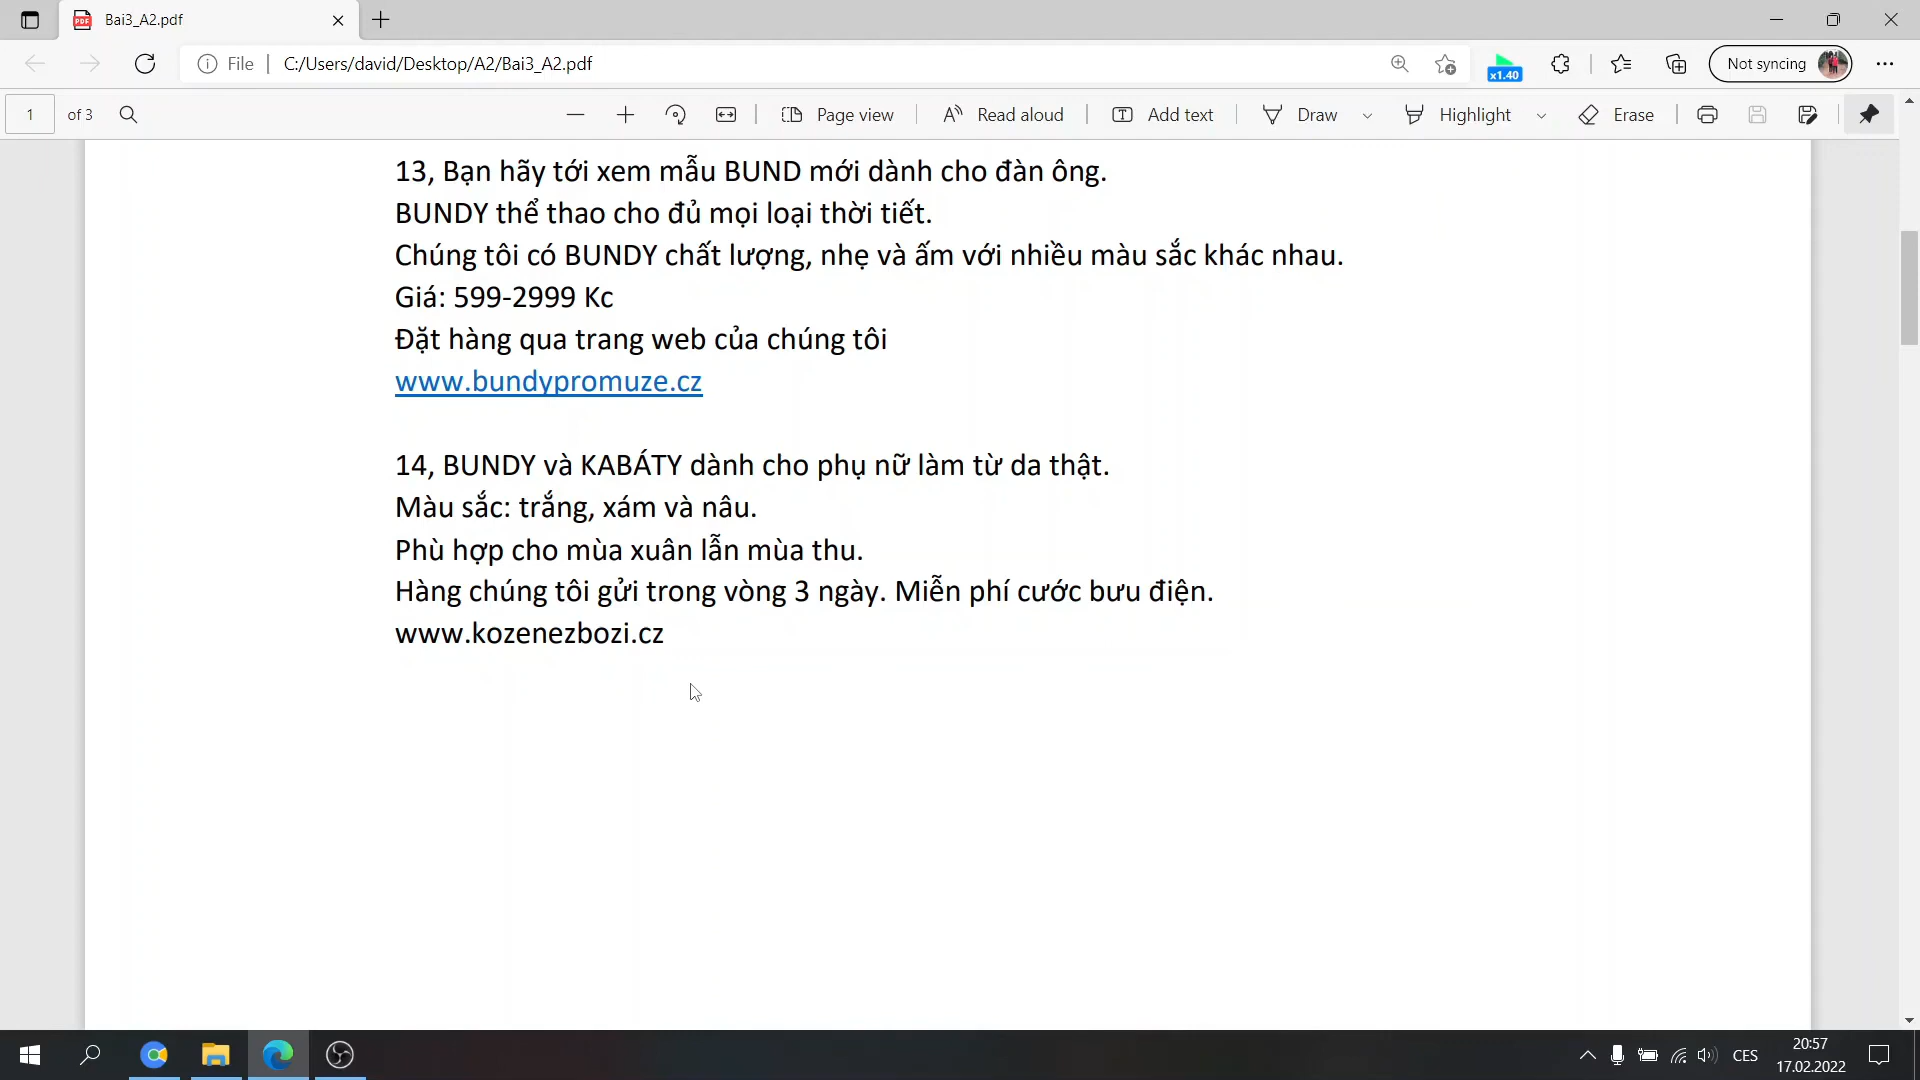 Bai3_A2.pdf
File
C:/Users/david/Desktop/A2/Bai3_A2.pdf
x1.40
Not syncing
1 of 3
Page view
Read aloud
Add text
Draw
Highlight
Erase
13, Bạn hãy tới xem mẫu BUND mới dành cho đàn ông.
BUNDY thể thao cho đủ mọi loại thời tiết.
Chúng tôi có BUNDY chất lượng, nhẹ và ấm với nhiều màu sắc khác nhau.
Giá: 599-2999 Kc
Đặt hàng qua trang web của chúng tôi
www.bundypromuze.cz
14, BUNDY và KABÁTY dành cho phụ nữ làm từ da thật.
Màu sắc: trắng, xám và nâu.
Phù hợp cho mùa xuân lẫn mùa thu.
Hàng chúng tôi gửi trong vòng 3 ngày. Miễn phí cước bưu điện.
www.kozenezbozi.cz
CES
20:57
17.02.2022